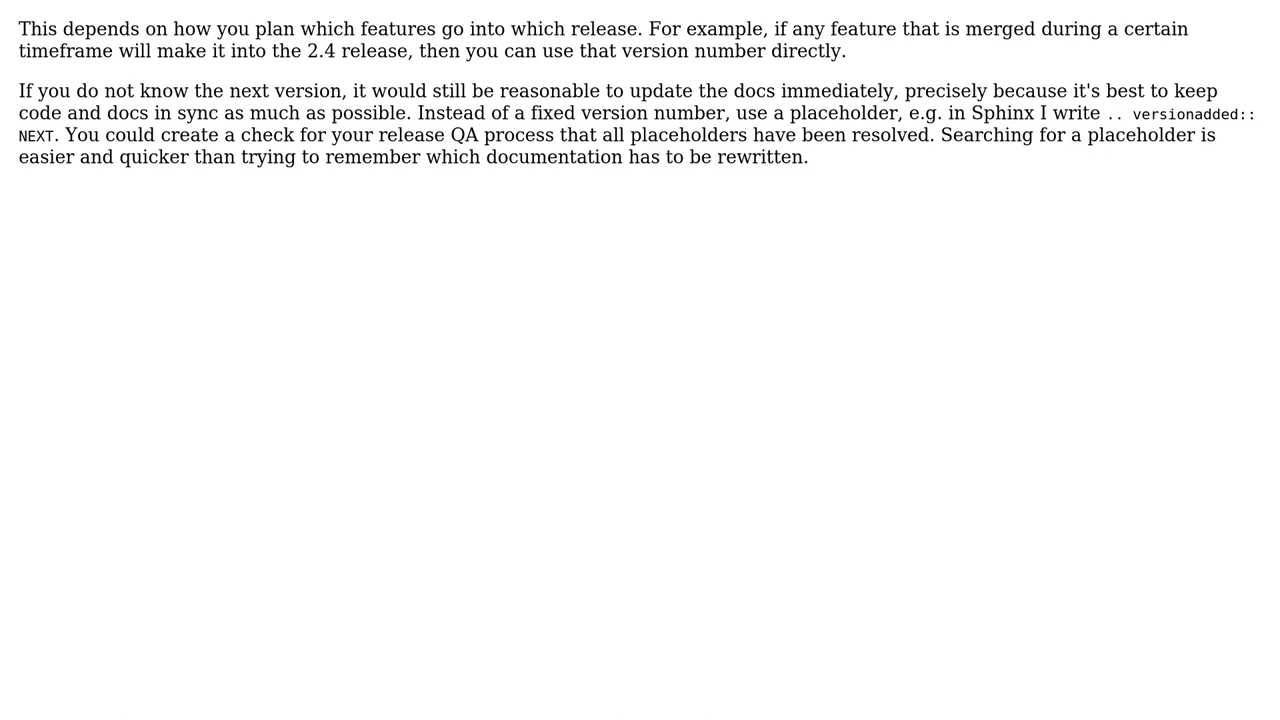 This depends on how you plan which features go into which release. For example, if any feature that is merged during a certain
timeframe will make it into the 2.4 release, then you can use that version number directly.
If you do not know the next version, it would still be reasonable to update the docs immediately, precisely because it's best to keep
code and docs in sync as much as possible. Instead of a fixed version number, use a placeholder, e.g. in Sphinx I write .. versionadded::
NEXT. You could create a check for your release QA process that all placeholders have been resolved. Searching for a placeholder is
easier and quicker than trying to remember which documentation has to be rewritten.